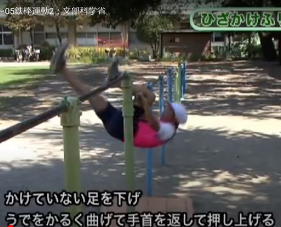 -05鉄棒運動2:文部科学省
ひざかけふり
かけていない足を下げ
うでをかるく曲げて手首を返して押し上げる